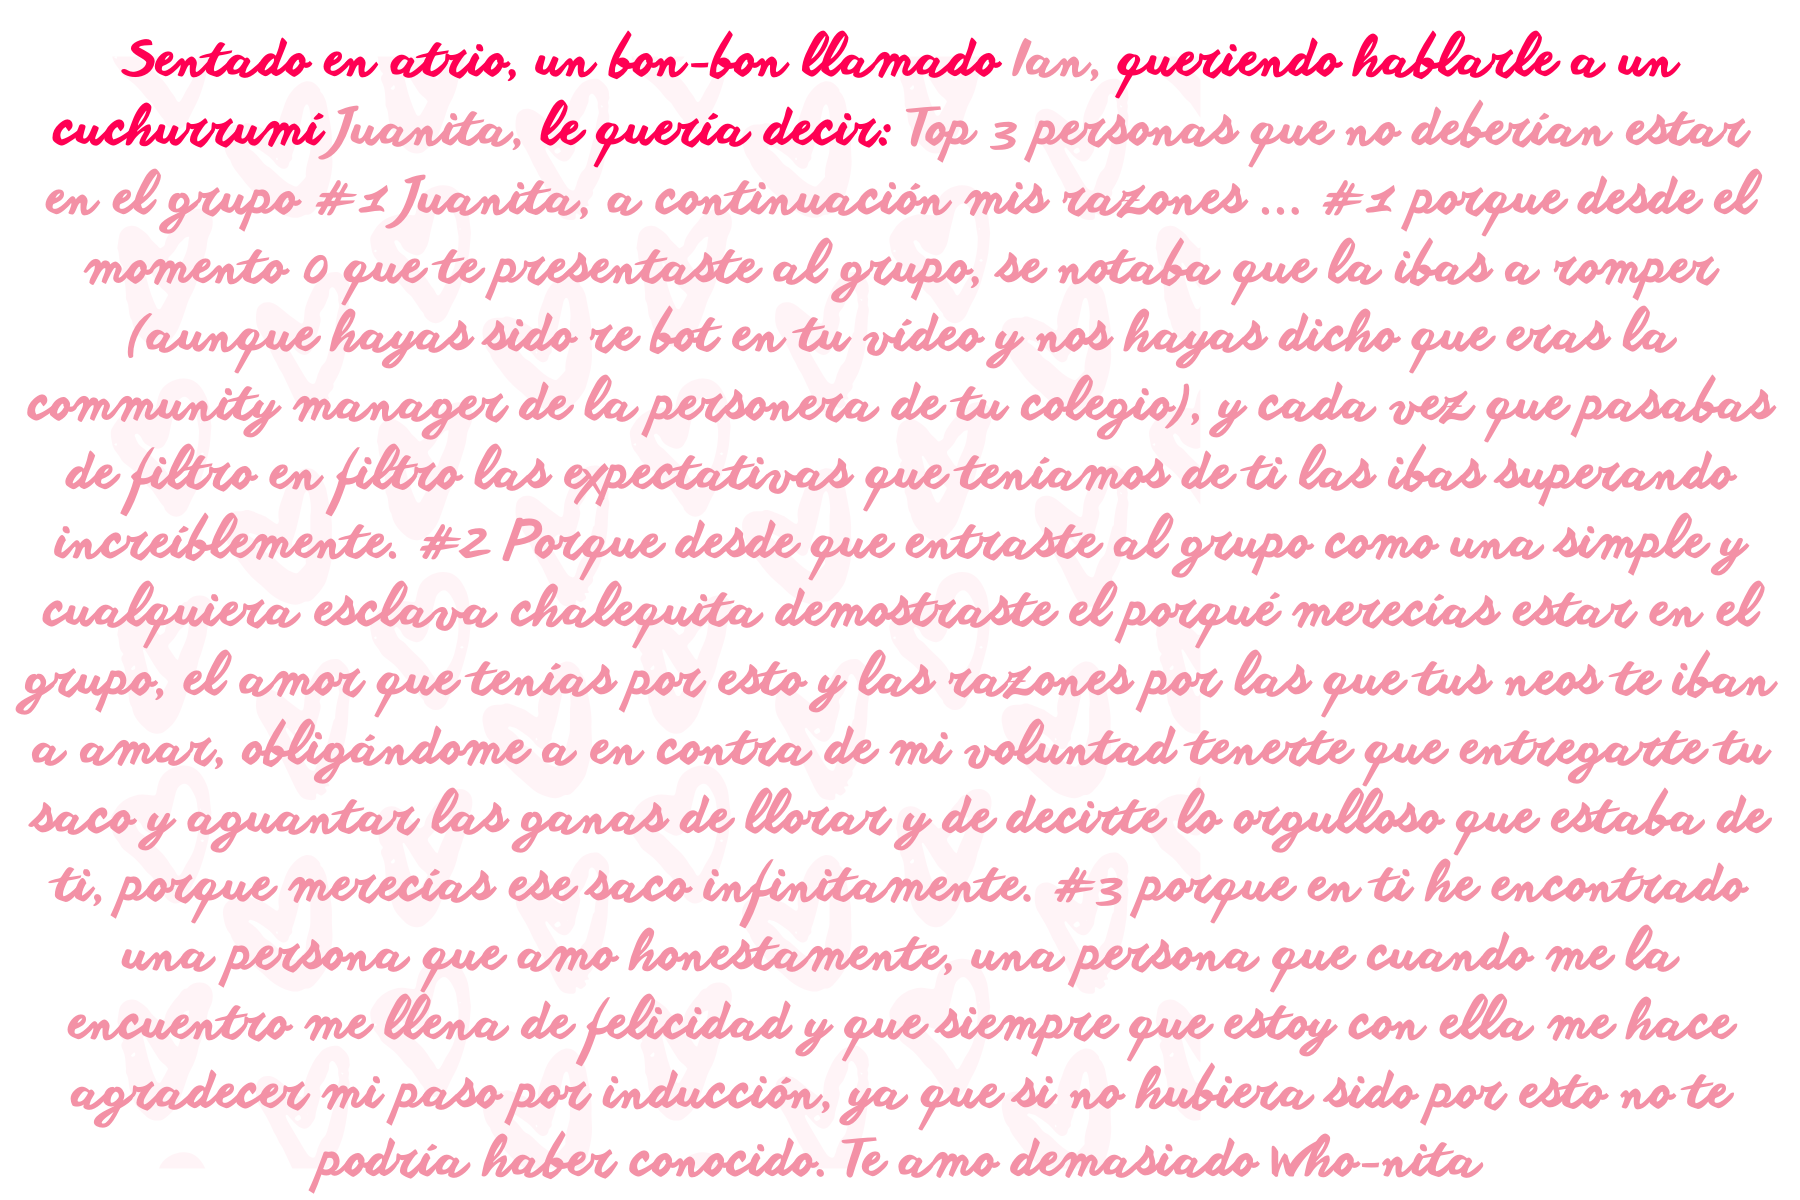 Sentado en atrio, un bon-bon llamado Ian, queriendo hablarle a un
cuchurrumí Juanita, le quería decir: Top 3 personas que no deberían estar
en el grupo #1 Juanita, a continuación mis razones ... #1 porque desde el
momento 0 que te presentaste al grupo, se notaba que la ibas a romper
(aunque hayas sido re bot en tu vídeo y nos hayas dicho que eras la
community manager de la personera de tu colegio), y cada vez que pasabas
de filtro en filtro las expectativas que teníamos de ti las ibas superando
increíblemente. #2 Porque desde que entraste al grupo como una simple y
cualquiera esclava chalequita demostraste el porqué merecías estar en el
grupo, el amor que tenías por esto y las razones por las que tus neos te iban
a amar, obligándome a en contra de mi voluntad tenerte que entregarte tu
saco y aguantar las ganas de llorar y de decirte lo orgulloso que estaba de
ti, porque merecías ese saco infinitamente. #3 porque en ti he encontrado
una persona que amo honestamente, una persona que cuando me la
encuentro me llena de felicidad y que siempre que estoy con ella me hace
agradecer mi paso por inducción, ya que si no hubiera sido por esto no te
podría haber conocido. Te amo demasiado Who-nita